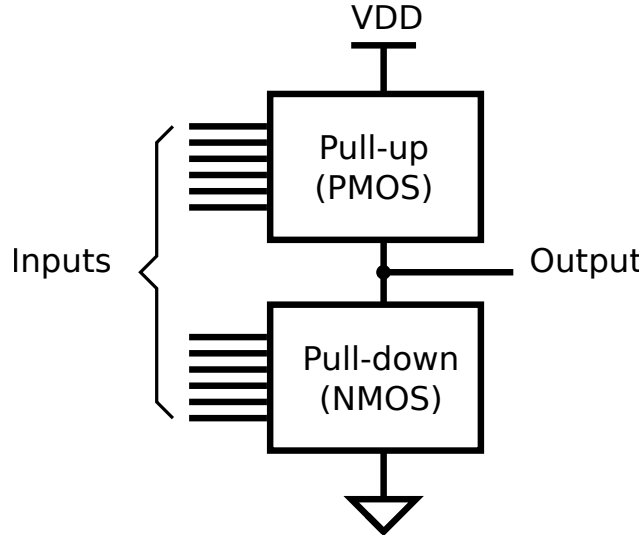 VDD
Pull-up
(PMOS)
Inputs
Output
Pull-down
(NMOS)